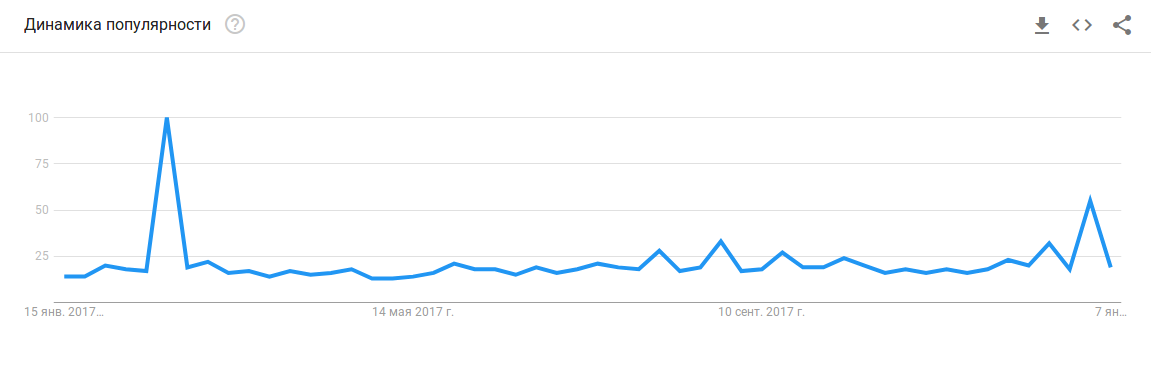 Динамика популярности
100
75
50
25
15 янв. 2017…
14 мая 2017 г.
10 сент. 2017 г.
7 ян…